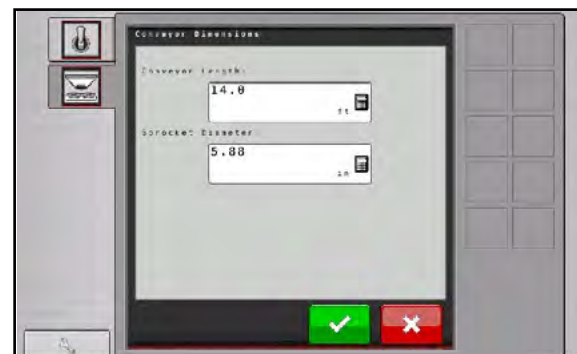 Conveyor Dimensions
Conveyor Length:
14.0
ft
Sprocket Diameter
5.88
in